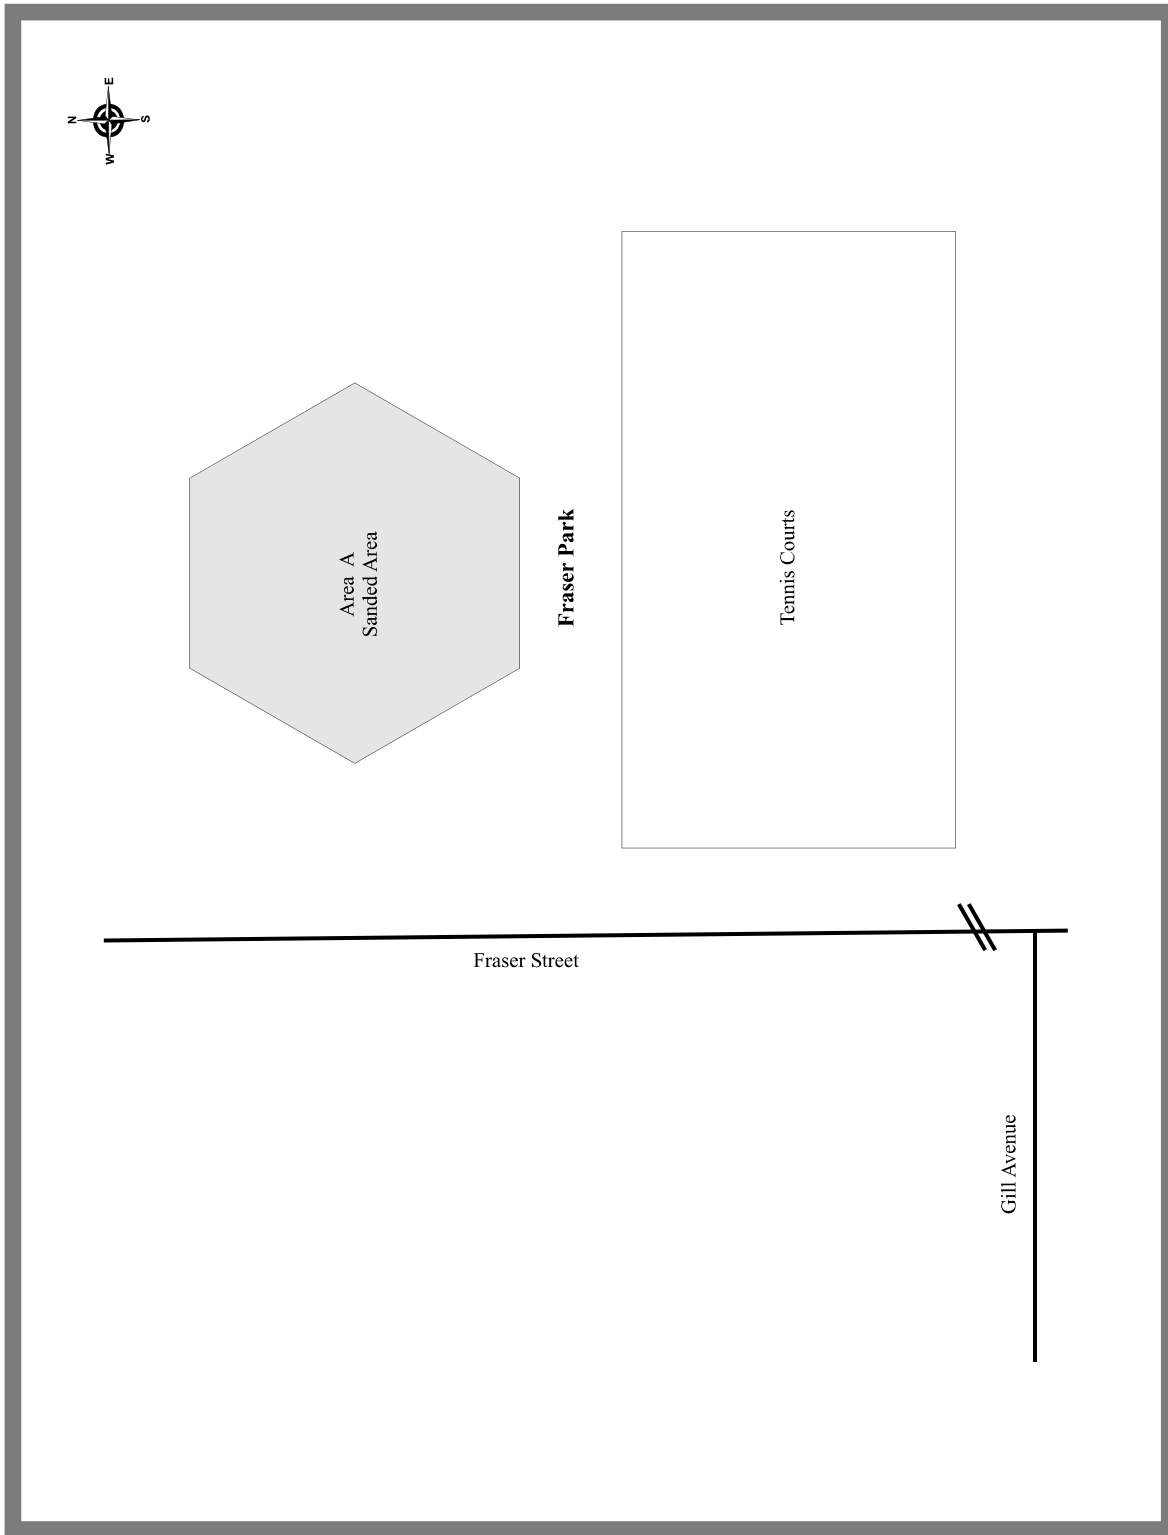 E
N
S
W
Area A
Sanded Area
Fraser Park
Tennis Courts
Fraser Street
Gill Avenue